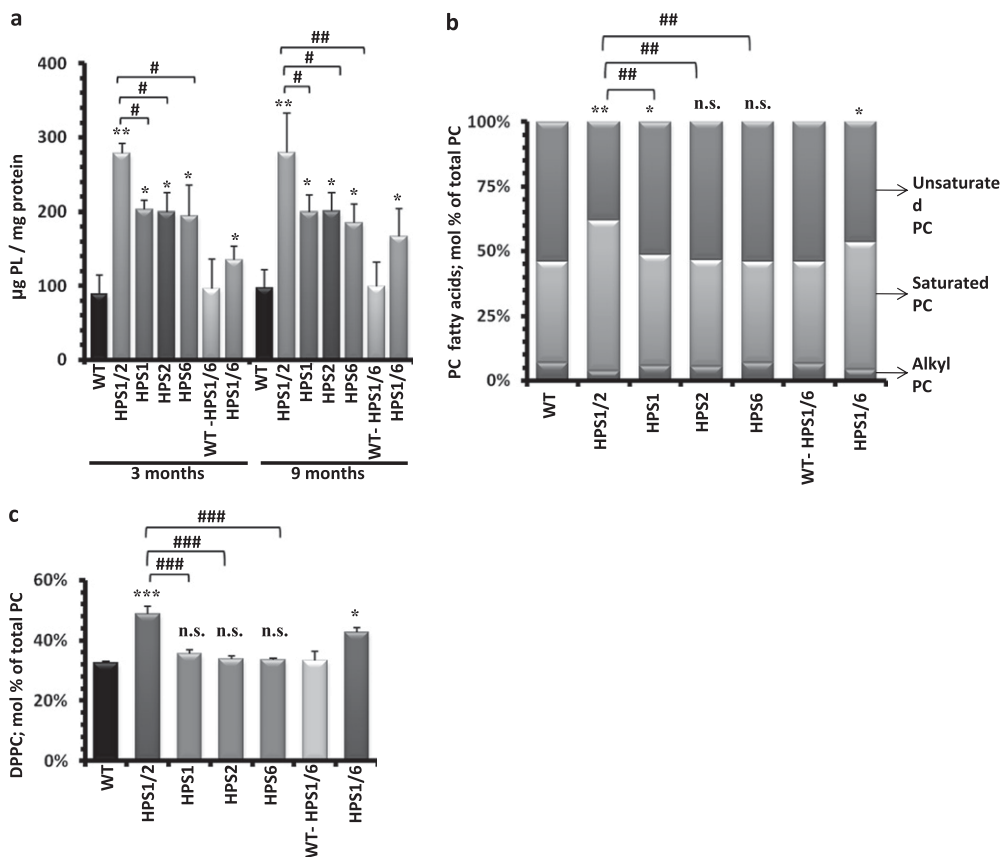 a
##
#
#
#
#
#
400
300
200
100
0
µg PL / mg protein
**
*
*
*
*
**
*
*
*
*
WT
HPS1/2
HPS1
HPS2
HPS6
WT -HPS1/6
HPS1/6
WT
HPS1/2
HPS1
HPS2
HPS6
WT-HPS1/6
HPS1/6
3 months
9 months
b
##
##
##
**
*
n.s.
n.s.
*
100%
75%
50%
25%
0%
PC fatty acids; mol % of total PC
Unsaturate
d
PC
Saturated
PC
Alkyl
PC
WT
HPS1/2
HPS1
HPS2
HPS6
WT- HPS1/6
HPS1/6
c
###
###
###
60%
40%
20%
0%
DPPC; mol % of total PC
***
n.s.
n.s.
n.s.
*
WT
HPS1/2
HPS1
HPS2
HPS6
WT- HPS1/6
HPS1/6